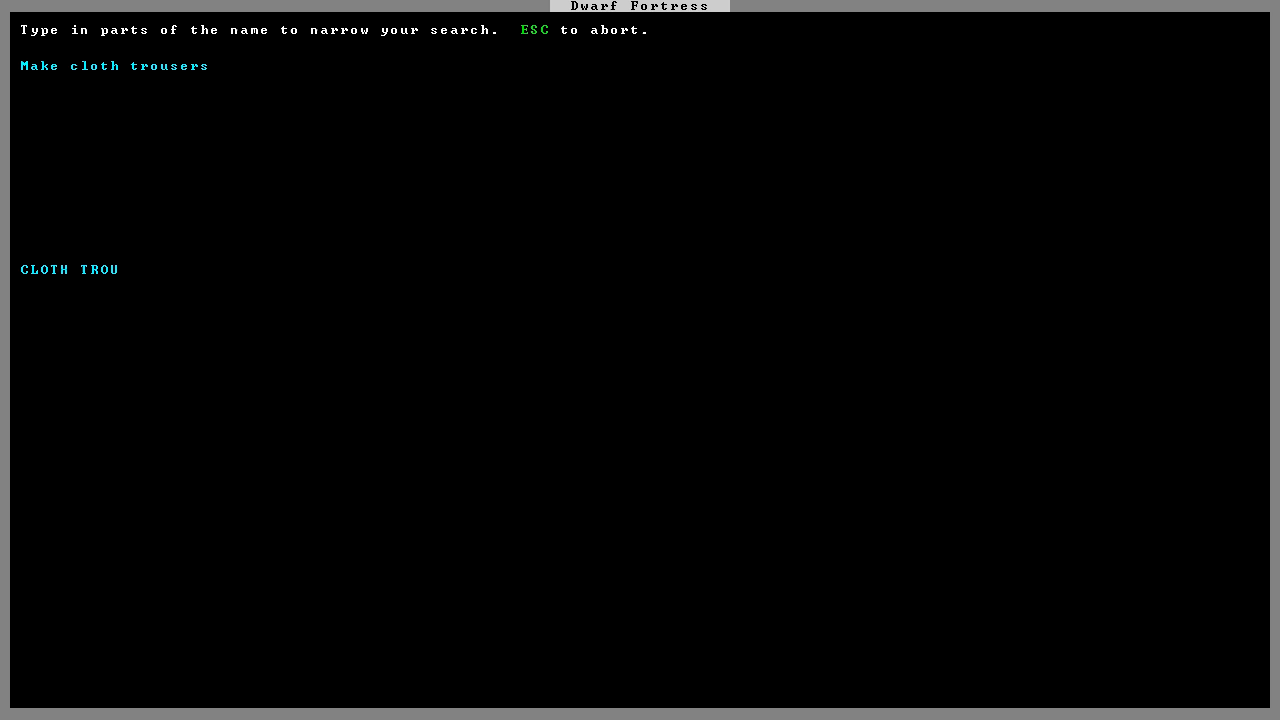 Dwarf Fortress
Type in parts of the name to narrow your search.  ESC to abort.
Make cloth trousers
CLOTH TROU